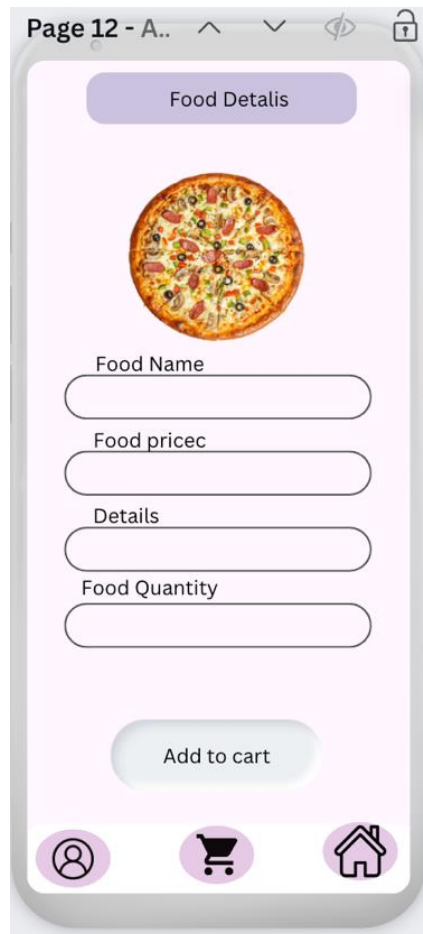 Page 12 - A..
Food Detalis
Food Name
Food pricec
Details
Food Quantity
Add to cart